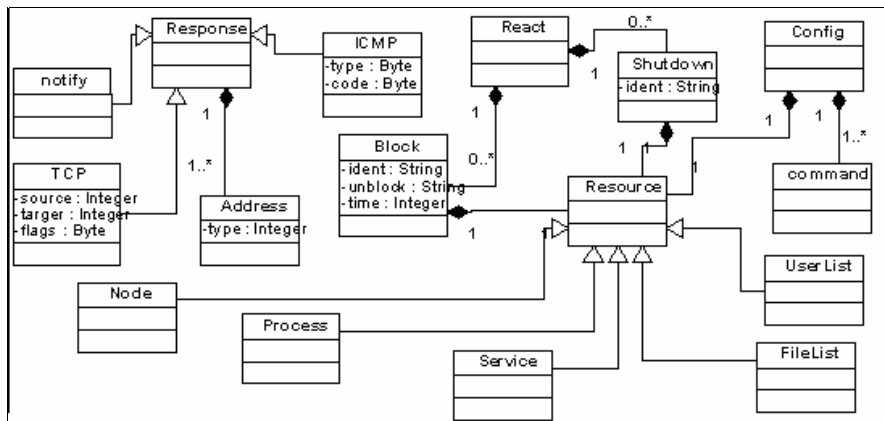 Response
notify
ICMP
-type : Byte
-code : Byte
TCP
-source : Integer
-targer : Integer
-flags : Byte
1
1..*
Address
-type : Integer
React
0..*
1
1
0..*
Shutdown
-ident : String
1
1
Block
-ident : String
-unblock : String
-time : Integer
1
1
Resource
Config
1
1
1..*
1
command
Node
Process
Service
UserList
FileList